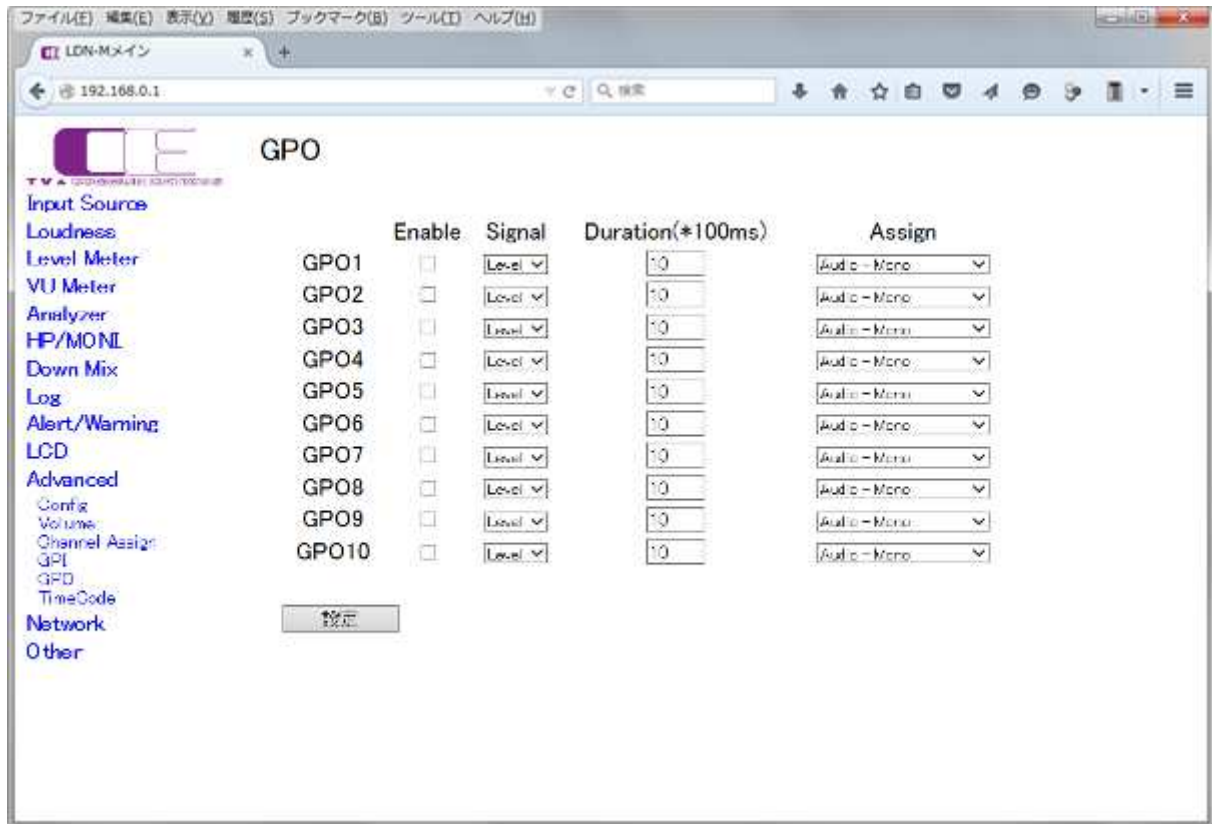 ファイル(E) 編集(E) 表示(V) 履歴(S) ブックマーク(B) ツール(T) ヘルプ(H)
LDN-Mメイン × +
192.168.0.1 検索
GPO
Input Source
Loudness
Level Meter
VU Meter
Analyzer
HP/MONI
Down Mix
Log
Alert/Warning
LCD
Advanced
Config
Volume
Channel Assign
GPI
GPO
TimeCode
Network
Other
Enable Signal Duration(*100ms) Assign
GPO1 Level 10 Audio - Mono
GPO2 Level 10 Audio - Mono
GPO3 Level 10 Audio - Mono
GPO4 Level 10 Audio - Mono
GPO5 Level 10 Audio - Mono
GPO6 Level 10 Audio - Mono
GPO7 Level 10 Audio - Mono
GPO8 Level 10 Audio - Mono
GPO9 Level 10 Audio - Mono
GPO10 Level 10 Audio - Mono
設定